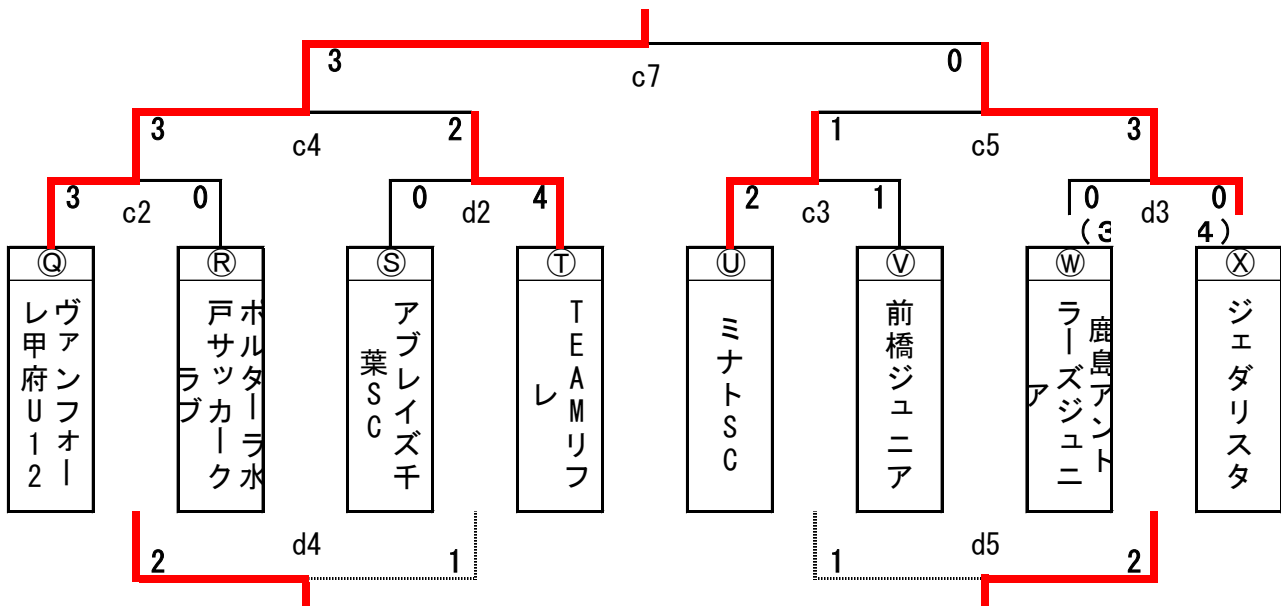 3 0
c7
3 2 1 3
c4 c5
3 0 0 4 2 1 0 0
c2 d2 c3 d3
(3 4)
Ⓠ Ⓡ Ⓢ Ⓣ Ⓤ Ⓥ Ⓦ Ⓧ
ヴァンフォー
レ甲府U12
ボルターラ水
戸サッカーク
ラブ
アブレイズ千
葉SC
TEAMリフ
レ
ミナトSC
前橋ジュニア
鹿島アント
ラーズジュニ
ア
ジェダリスタ
d4 d5
2 1 1 2